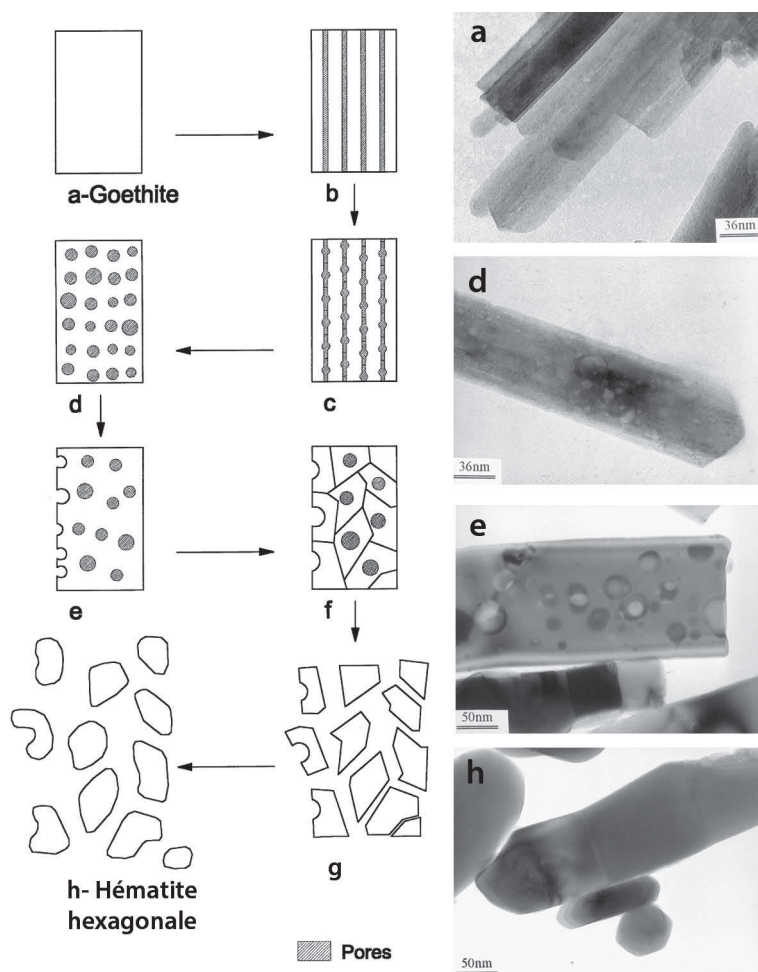 a-Goethite
b
d
c
e
f
h- Hématite
hexagonale
g
Pores
a
36nm
d
36nm
e
50nm
h
50nm